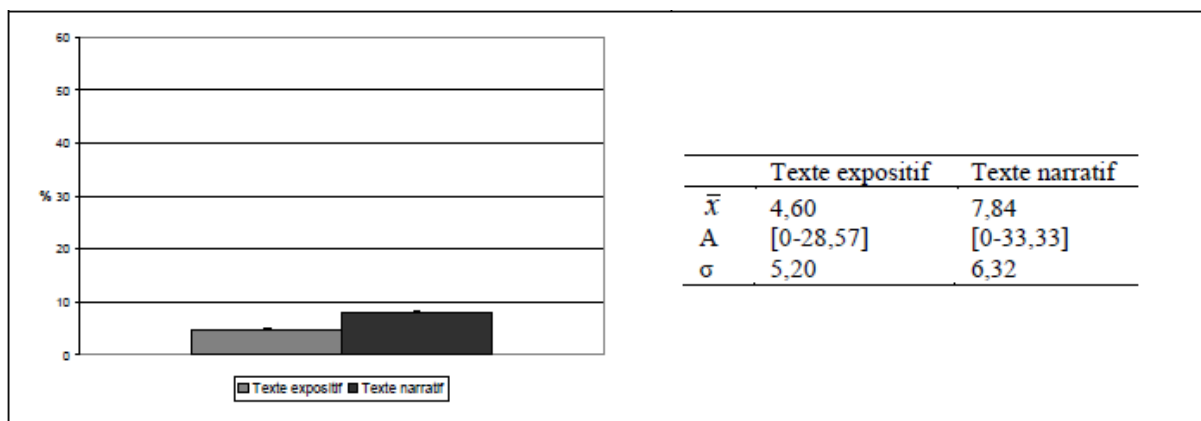 60
50
40
% 30
20
10
0
Texte expositif Texte narratif
Texte expositif Texte narratif
x̅ 4,60 7,84
A [0-28,57] [0-33,33]
σ 5,20 6,32